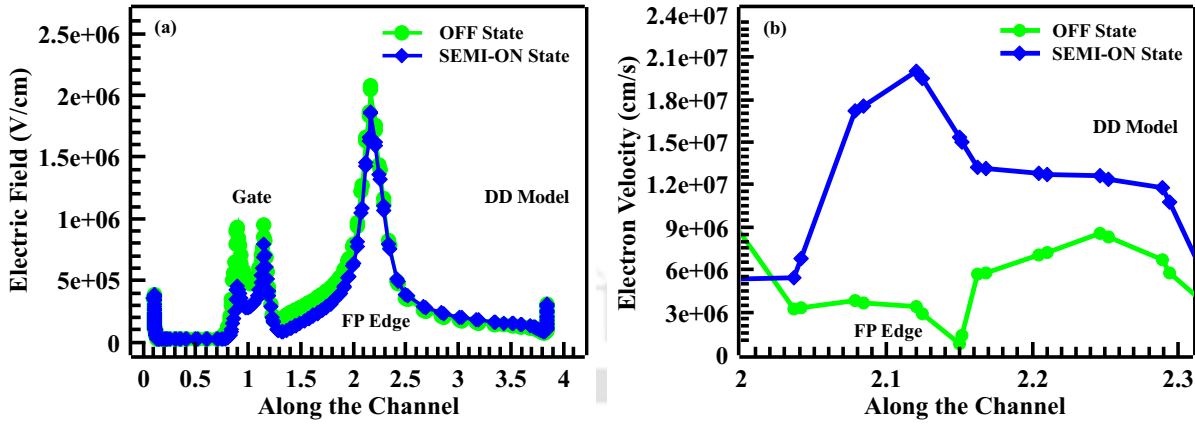 (a)
OFF State
SEMI-ON State
2.5e+06
2e+06
1.5e+06
1e+06
5e+05
0
Electric Field (V/cm)
Gate
DD Model
FP Edge
0 0.5 1 1.5 2 2.5 3 3.5 4
Along the Channel
(b)
OFF State
SEMI-ON State
2.4e+07
2.1e+07
1.8e+07
1.5e+07
1.2e+07
9e+06
6e+06
3e+06
0
Electron Velocity (cm/s)
DD Model
FP Edge
2 2.1 2.2 2.3
Along the Channel